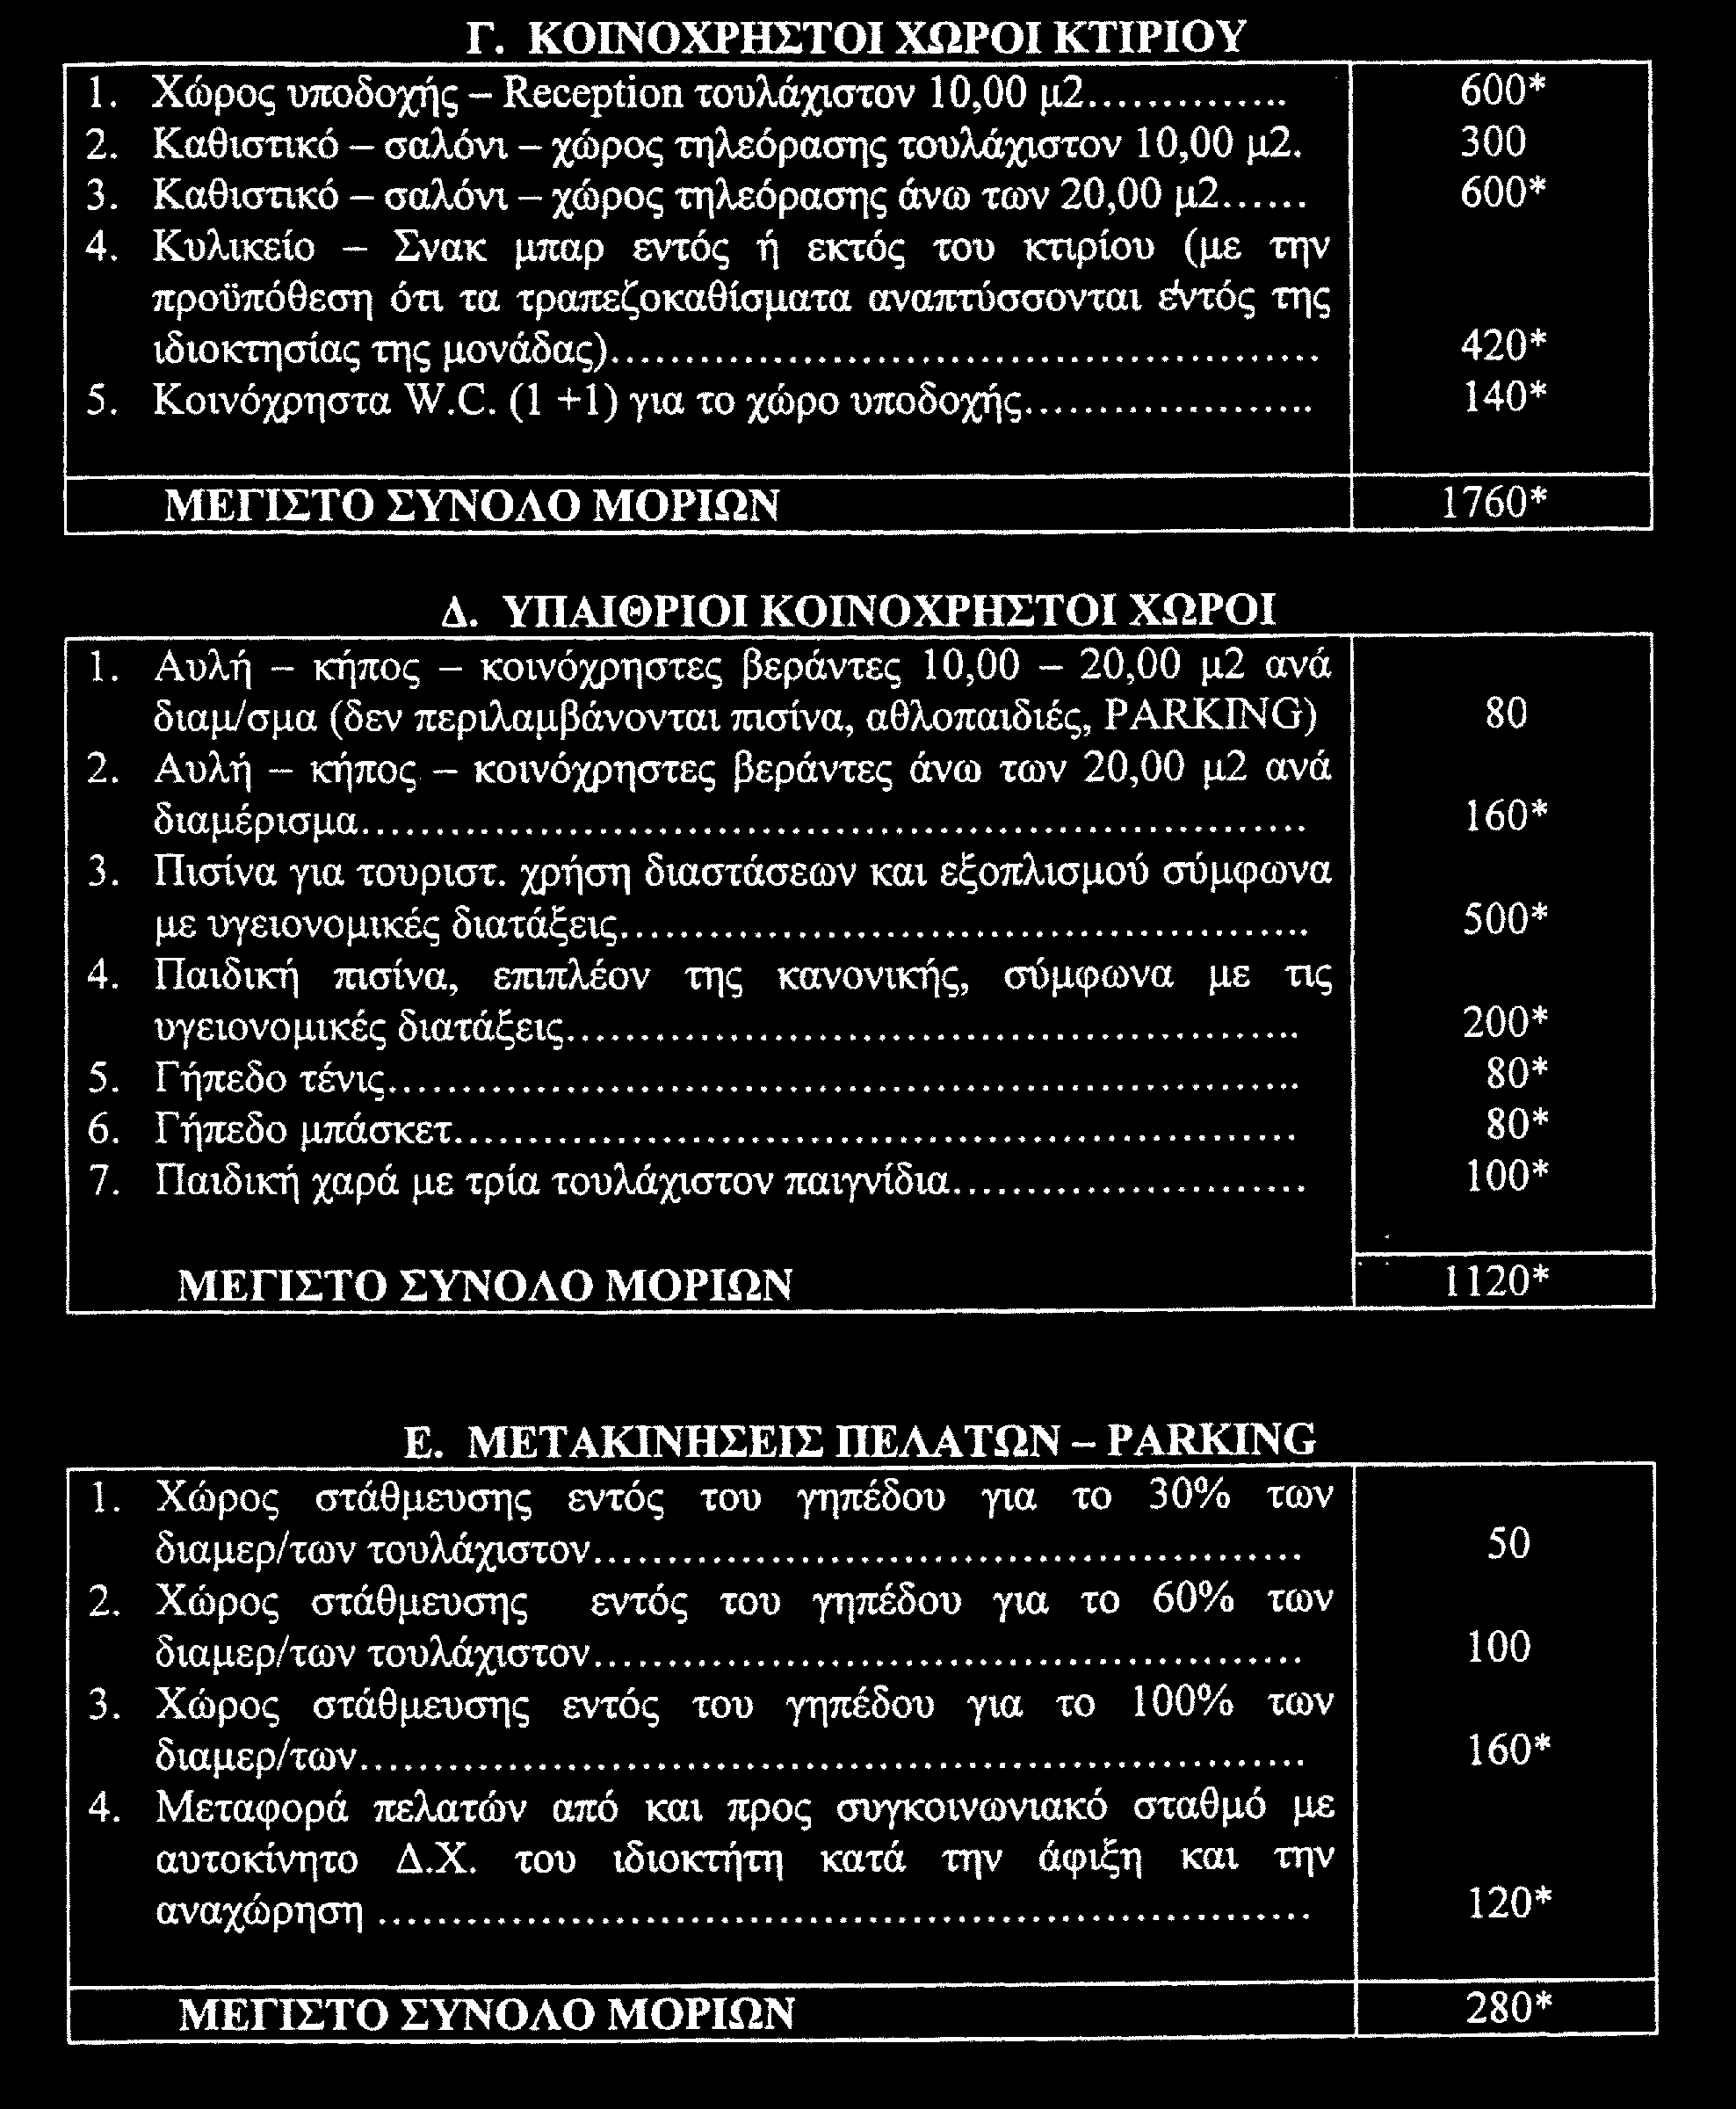 Γ. ΚΟΙΝΟΧΡΗΣΤΟΙ ΧΩΡΟΙ ΚΤΙΡΙΟΥ
1. Χώρος υποδοχής – Reception τουλάχιστον 10,00 μ2............... 600*
2. Καθιστικό – σαλόνι – χώρος τηλεόρασης τουλάχιστον 10,00 μ2. 300
3. Καθιστικό – σαλόνι – χώρος τηλεόρασης άνω των 20,00 μ2...... 600*
4. Κυλικείο – Σνακ μπαρ εντός ή εκτός του κτιρίου (με την
προϋπόθεση ότι τα τραπεζοκαθίσματα αναπτύσσονται εντός της
ιδιοκτησίας της μονάδας)........................................................ 420*
5. Κοινόχρηστα W.C. (1 +1) για το χώρο υποδοχής...................... 140*
ΜΕΓΙΣΤΟ ΣΥΝΟΛΟ ΜΟΡΙΩΝ 1760*
Δ. ΥΠΑΙΘΡΙΟΙ ΚΟΙΝΟΧΡΗΣΤΟΙ ΧΩΡΟΙ
1. Αυλή – κήπος – κοινόχρηστες βεράντες 10,00 – 20,00 μ2 ανά
διαμ/σμα (δεν περιλαμβάνονται πισίνα, αθλοπαιδιές, PARKING) 80
2. Αυλή – κήπος – κοινόχρηστες βεράντες άνω των 20,00 μ2 ανά
διαμέρισμα........................................................................... 160*
3. Πισίνα για τουριστ. χρήση διαστάσεων και εξοπλισμού σύμφωνα
με υγειονομικές διατάξεις....................................................... 500*
4. Παιδική πισίνα, επιπλέον της κανονικής, σύμφωνα με τις
υγειονομικές διατάξεις........................................................... 200*
5. Γήπεδο τένις........................................................................ 80*
6. Γήπεδο μπάσκετ................................................................... 80*
7. Παιδική χαρά με τρία τουλάχιστον παιγνίδια............................ 100*
ΜΕΓΙΣΤΟ ΣΥΝΟΛΟ ΜΟΡΙΩΝ 1120*
Ε. ΜΕΤΑΚΙΝΗΣΕΙΣ ΠΕΛΑΤΩΝ – PARKING
1. Χώρος στάθμευσης εντός του γηπέδου για το 30% των
διαμερ/των τουλάχιστον......................................................... 50
2. Χώρος στάθμευσης εντός του γηπέδου για το 60% των
διαμερ/των τουλάχιστον......................................................... 100
3. Χώρος στάθμευσης εντός του γηπέδου για το 100% των
διαμερ/των........................................................................... 160*
4. Μεταφορά πελατών από και προς συγκοινωνιακό σταθμό με
αυτοκίνητο Δ.Χ. του ιδιοκτήτη κατά την άφιξη και την
αναχώρηση .......................................................................... 120*
ΜΕΓΙΣΤΟ ΣΥΝΟΛΟ ΜΟΡΙΩΝ 280*